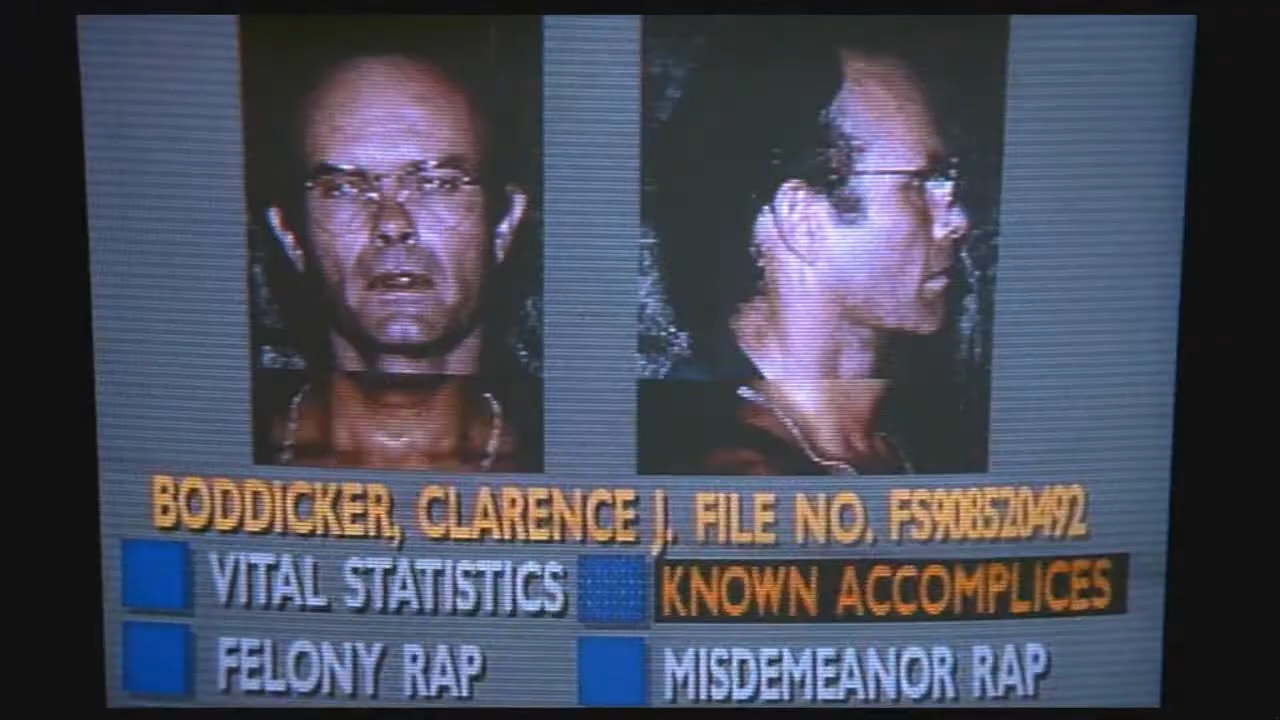 BODDICKER, CLARENCE J. FILE NO. FS908520492
VITAL STATISTICS KNOWN ACCOMPLICES
FELONY RAP MISDEMEANOR RAP